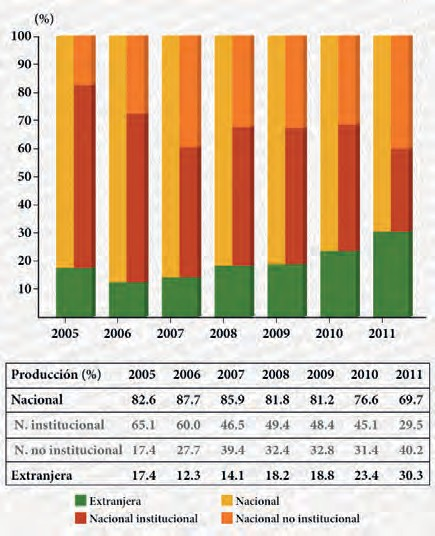 (%)
100
90
80
70
60
50
40
30
20
10
2005 2006 2007 2008 2009 2010 2011
Producción (%) 2005 2006 2007 2008 2009 2010 2011
Nacional 82.6 87.7 85.9 81.8 81.2 76.6 69.7
N. institucional 65.1 60.0 46.5 49.4 48.4 45.1 29.5
N. no institucional 17.4 27.7 39.4 32.4 32.8 31.4 40.2
Extranjera 17.4 12.3 14.1 18.2 18.8 23.4 30.3
Extranjera Nacional
Nacional institucional Nacional no institucional